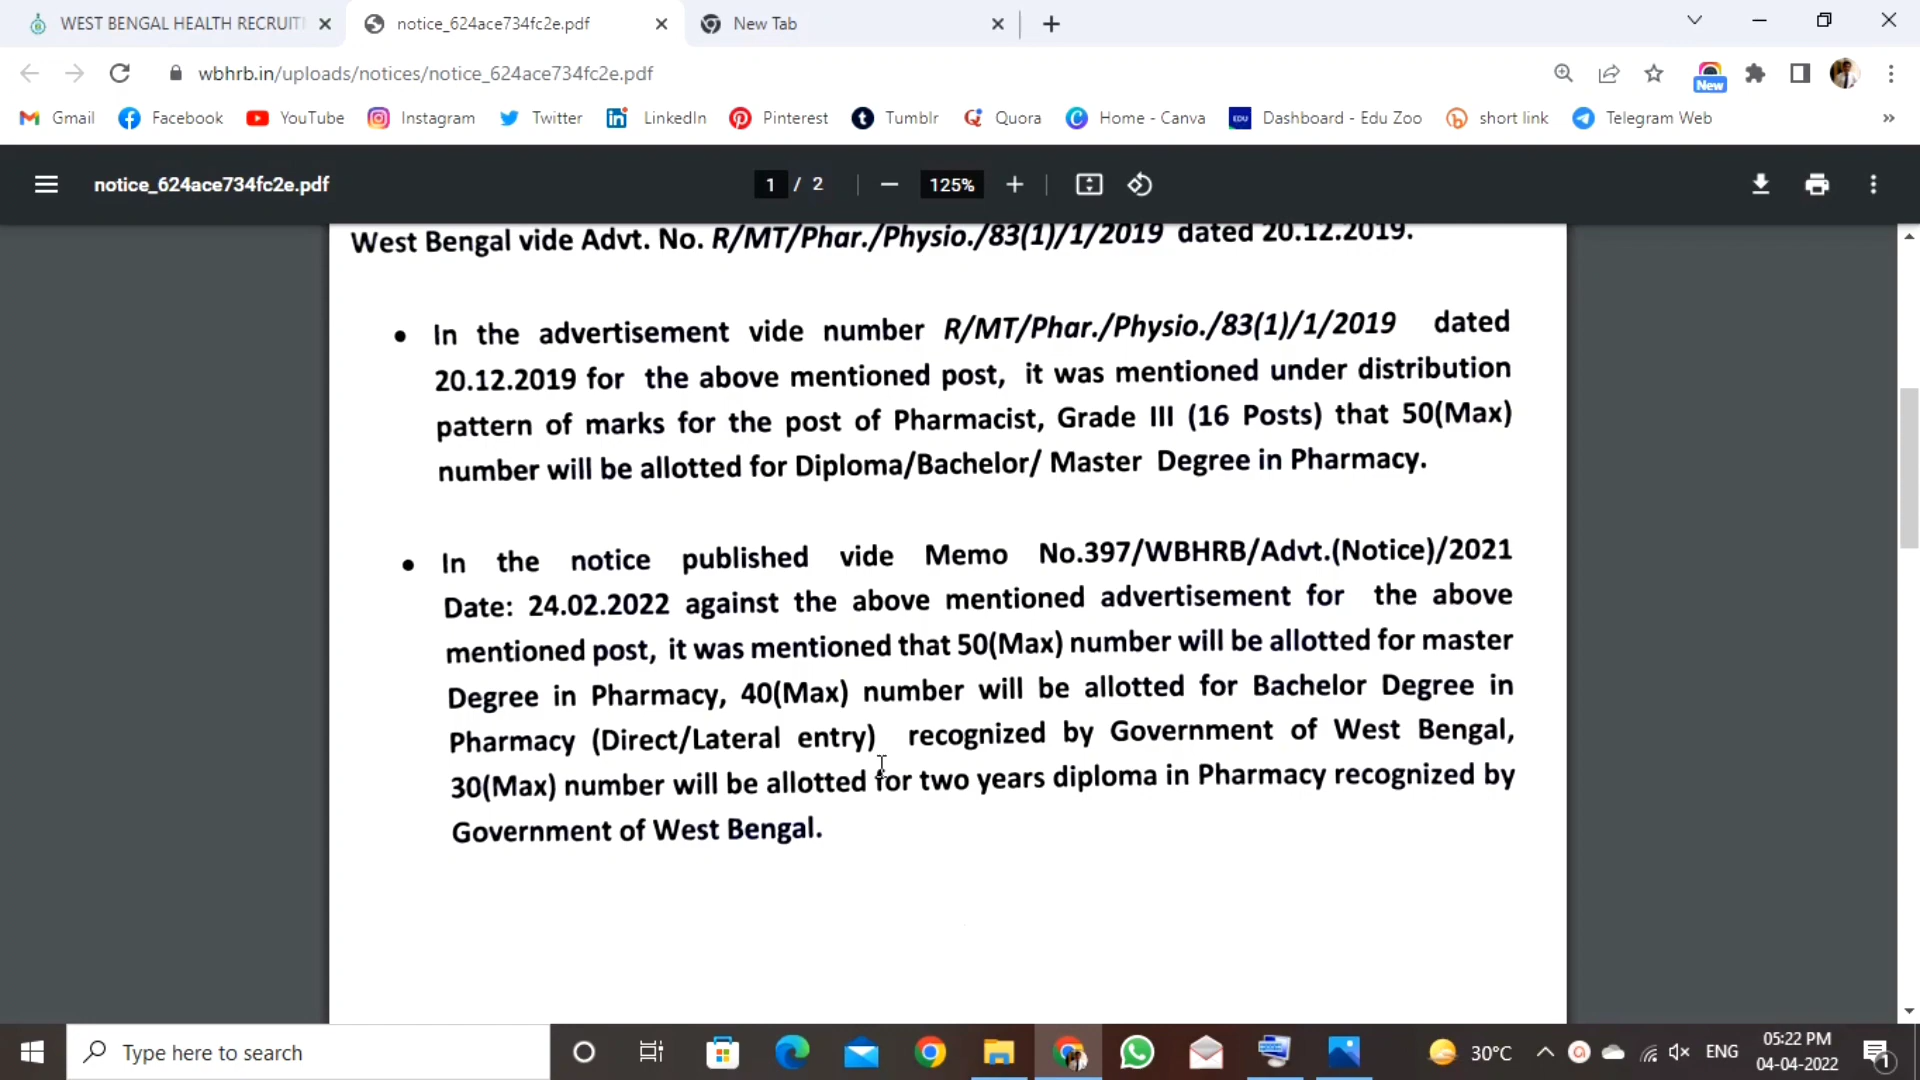 WEST BENGAL HEALTH RECRUIT
notice_624ace734fc2e.pdf
New Tab
wbhrb.in/uploads/notices/notice_624ace734fc2e.pdf
New
Gmail
Facebook
YouTube
Instagram
Twitter
LinkedIn
Pinterest
Tumblr
Quora
Home - Canva
EDU
Dashboard - Edu Zoo
short link
Telegram Web
»
notice_624ace734fc2e.pdf
1 / 2
125%
West Bengal vide Advt. No. R/MT/Phar./Physio./83(1)/1/2019 dated 20.12.2019.
• In the advertisement vide number R/MT/Phar./Physio./83(1)/1/2019 dated
20.12.2019 for the above mentioned post, it was mentioned under distribution
pattern of marks for the post of Pharmacist, Grade III (16 Posts) that 50(Max)
number will be allotted for Diploma/Bachelor/ Master Degree in Pharmacy.
• In the notice published vide Memo No.397/WBHRB/Advt.(Notice)/2021
Date: 24.02.2022 against the above mentioned advertisement for the above
mentioned post, it was mentioned that 50(Max) number will be allotted for master
Degree in Pharmacy, 40(Max) number will be allotted for Bachelor Degree in
Pharmacy (Direct/Lateral entry) recognized by Government of West Bengal,
30(Max) number will be allotted for two years diploma in Pharmacy recognized by
Government of West Bengal.
Type here to search
30°C
ENG
05:22 PM
04-04-2022
1